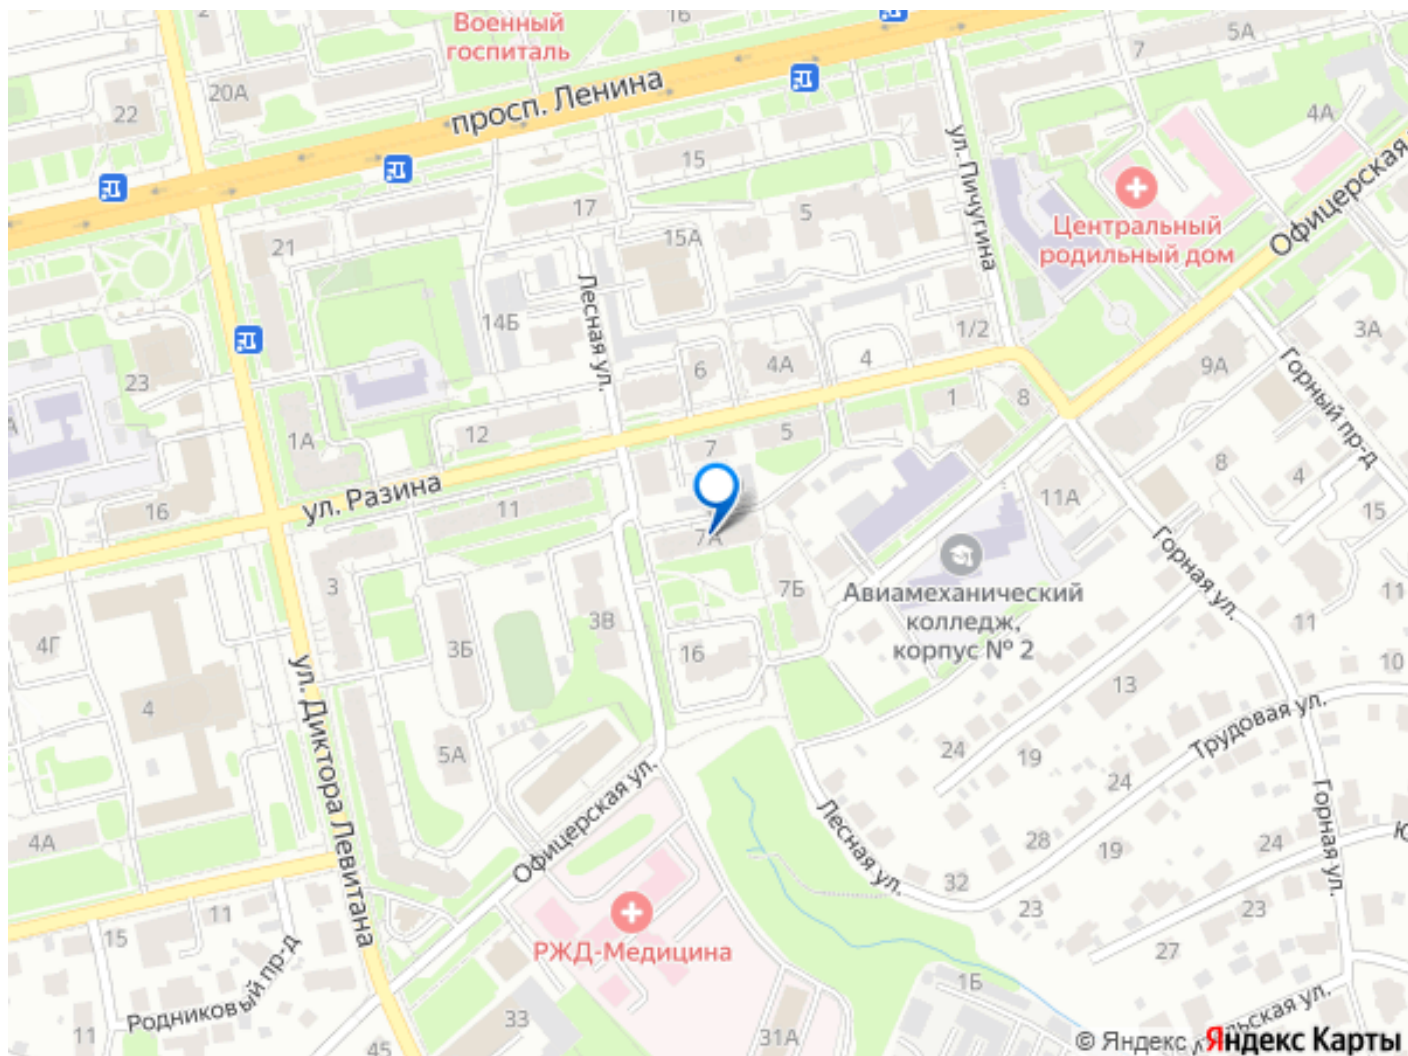 Военный
госпиталь
16
2
5А
7
20А
22
просп. Ленина
4А
15
ул. Пичугина
Офицерская
17
5
Центральный
родильный дом
21
15А
Лесная ул.
14Б
1/2
3А
23
6
4А
4
9А
Горный пр-д
1А
12
7
5
1
8
8
4
16
ул. Разина
11
11А
15
7А
Горная ул.
3
Авиамеханический
колледж,
корпус № 2
7Б
11
11
4Г
3Б
3В
16
10
4
ул. Диктора Левитана
13
Трудовая ул.
5А
24
19
24
Офицерская ул.
Лесная ул.
Горная ул.
4А
28
19
24
Ю
32
11
15
23
23
РЖД-Медицина
27
Родниковый пр-д
1Б
33
11
45
31А
льская ул.
© Яндекс
Яндекс Карты